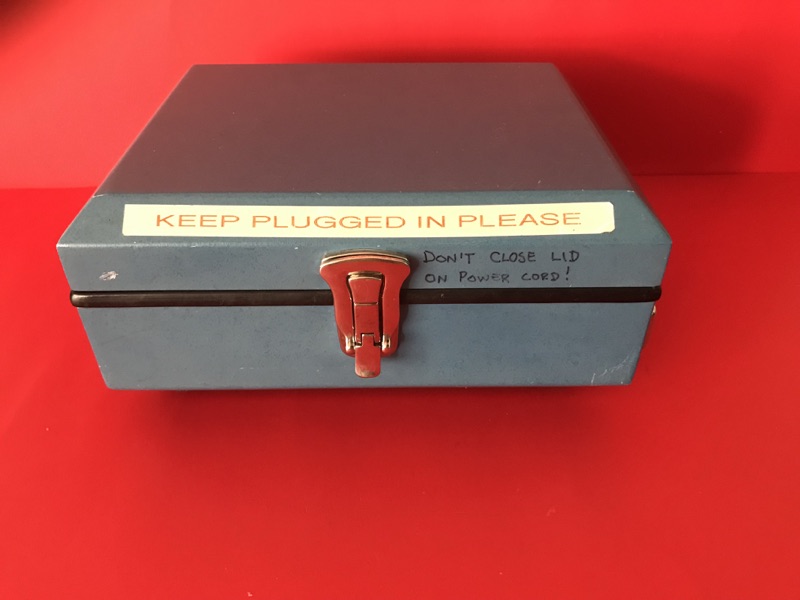 KEEP PLUGGED IN PLEASE
DON'T CLOSE LID
ON POWER CORD!